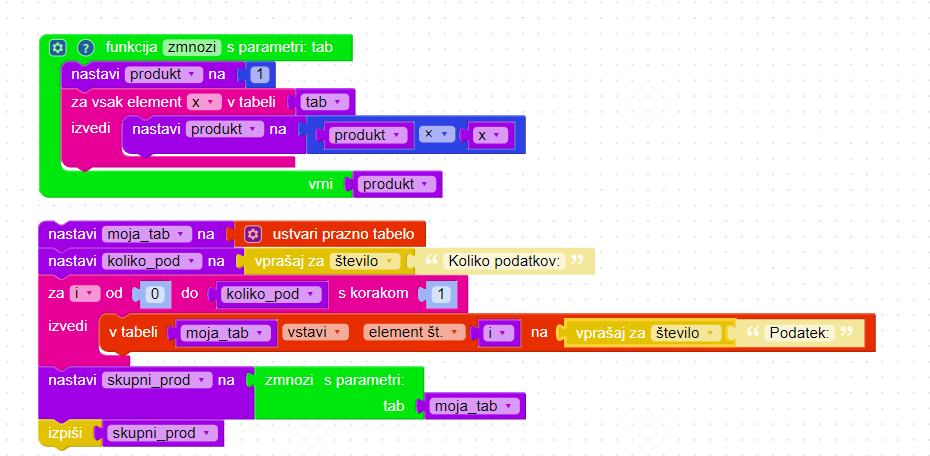 ? funkcija zmnozi s parametri: tab
nastavi produkt na 1
za vsak element x v tabeli tab
izvedi nastavi produkt na produkt × x
vrni produkt
nastavi moja_tab na ustvari prazno tabelo
nastavi koliko_pod na vprašaj za število “ Koliko podatkov: ”
za i od 0 do koliko_pod s korakom 1
izvedi v tabeli moja_tab vstavi element št. i na vprašaj za število “ Podatek: ”
nastavi skupni_prod na zmnozi s parametri:
tab moja_tab
izpiši skupni_prod